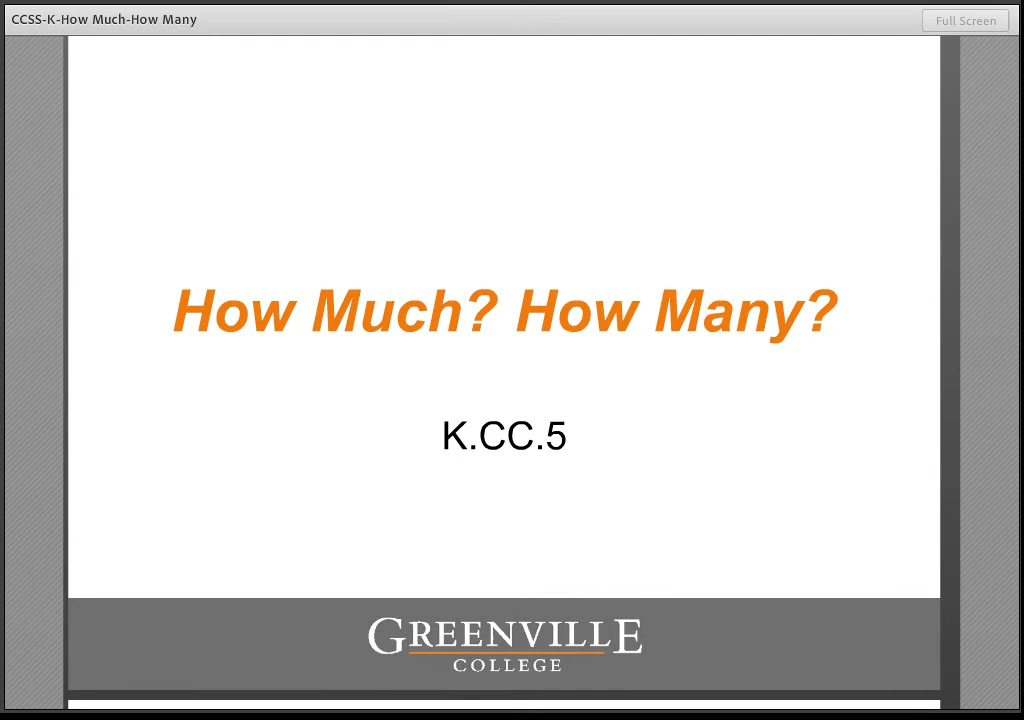 CCSS-K-How Much-How Many
Full Screen
How Much? How Many?
K.CC.5
GREENVILLE
COLLEGE